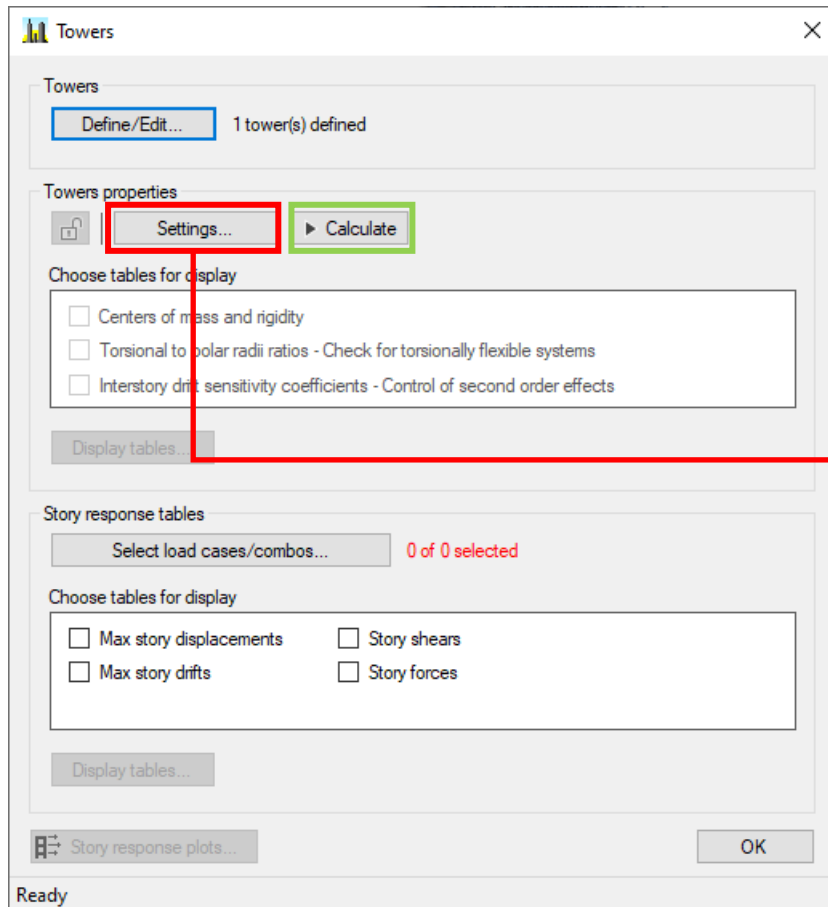 Towers
Towers
Define/Edit... 1 tower(s) defined
Towers properties
Settings... Calculate
Choose tables for display
Centers of mass and rigidity
Torsional to polar radii ratios - Check for torsionally flexible systems
Interstory drift sensitivity coefficients - Control of second order effects
Display tables...
Story response tables
Select load cases/combos... 0 of 0 selected
Choose tables for display
Max story displacements Story shears
Max story drifts Story forces
Display tables...
Story response plots... OK
Ready